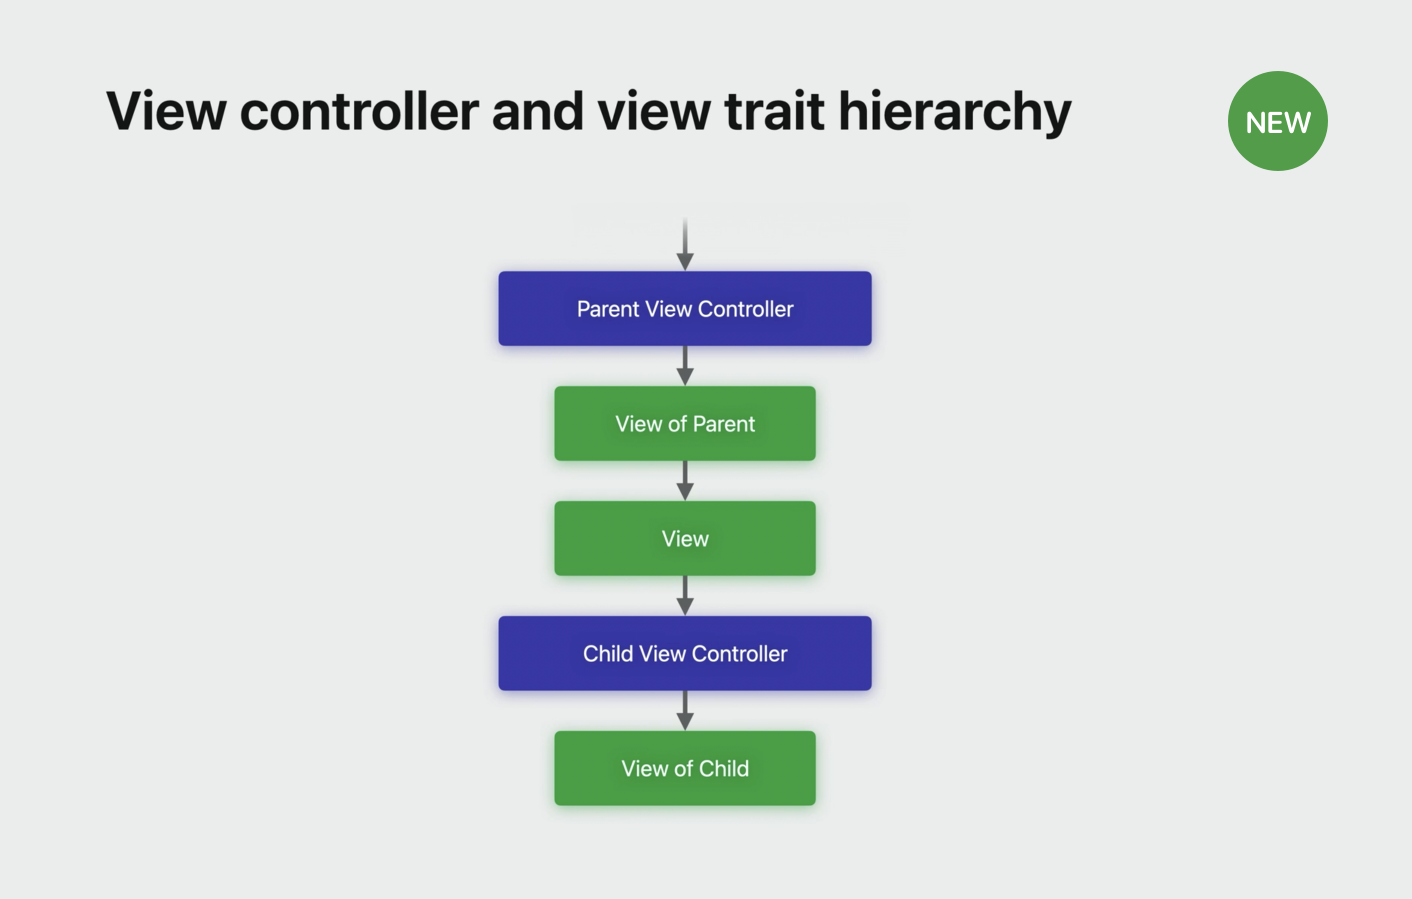 View controller and view trait hierarchy
NEW
Parent View Controller
View of Parent
View
Child View Controller
View of Child